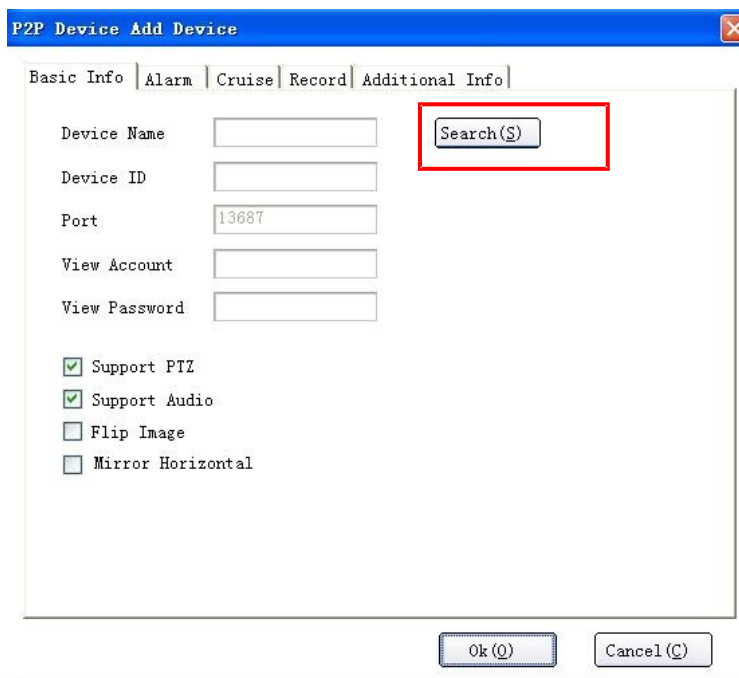 P2P Device Add Device
Basic Info Alarm Cruise Record Additional Info
Device Name Search(S)
Device ID
Port 13687
View Account
View Password
Support PTZ
Support Audio
Flip Image
Mirror Horizontal
Ok(O) Cancel(C)